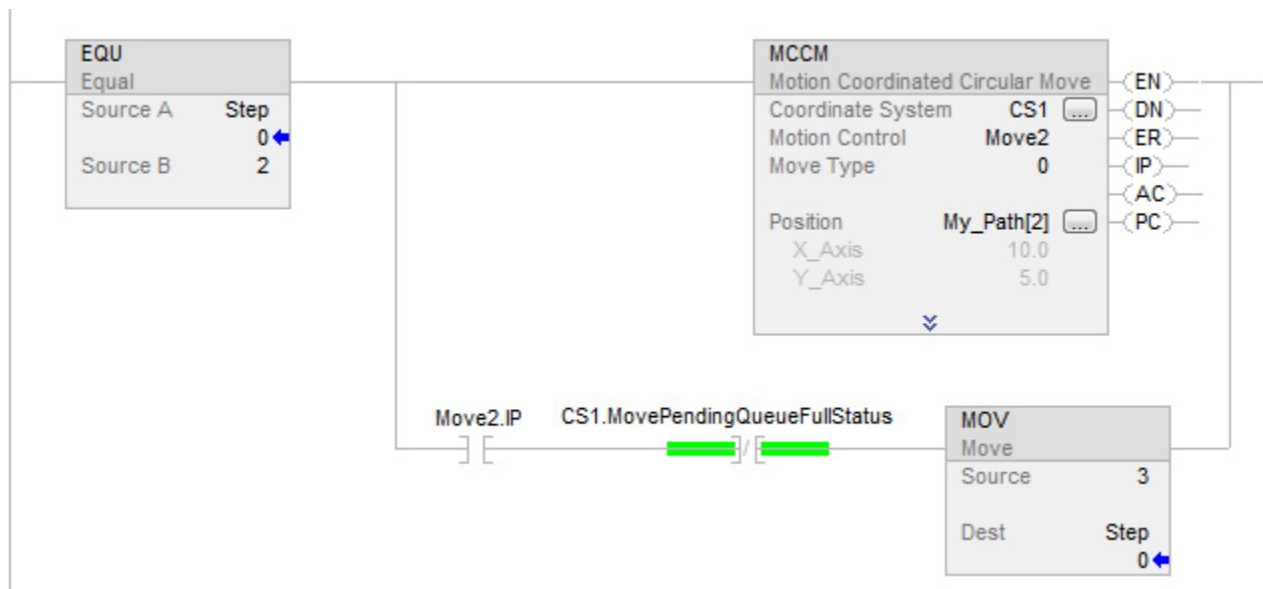 EQU
Equal
Source A Step
0
Source B 2
MCCM
Motion Coordinated Circular Move
Coordinate System CS1 ...
Motion Control Move2
Move Type 0
Position My_Path[2] ...
X_Axis 10.0
Y_Axis 5.0
EN
DN
ER
IP
AC
PC
Move2.IP CS1.MovePendingQueueFullStatus
MOV
Move
Source 3
Dest Step
0